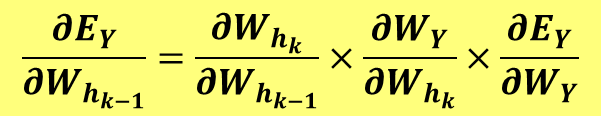 ∂E_Y/∂W_{h_{k−1}} = ∂W_{h_k}/∂W_{h_{k−1}} × ∂W_Y/∂W_{h_k} × ∂E_Y/∂W_Y